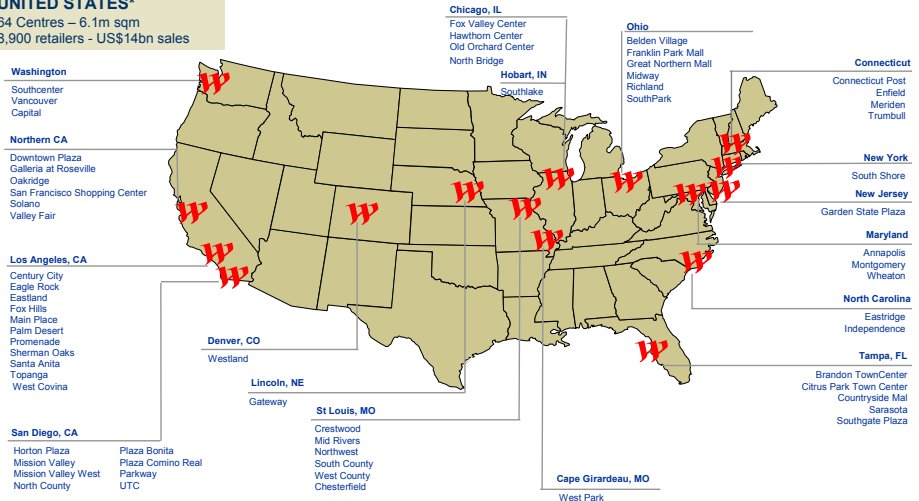 UNITED STATES*
64 Centres – 6.1m sqm
8,900 retailers - US$14bn sales
Washington
Southcenter
Vancouver
Capital
Northern CA
Downtown Plaza
Galleria at Roseville
Oakridge
San Francisco Shopping Center
Solano
Valley Fair
Los Angeles, CA
Century City
Eagle Rock
Eastland
Fox Hills
Main Place
Palm Desert
Promenade
Sherman Oaks
Santa Anita
Topanga
West Covina
San Diego, CA
Horton Plaza
Mission Valley
Mission Valley West
North County
Plaza Bonita
Plaza Comino Real
Parkway
UTC
Denver, CO
Westland
Lincoln, NE
Gateway
St Louis, MO
Crestwood
Mid Rivers
Northwest
South County
West County
Chesterfield
Cape Girardeau, MO
West Park
Chicago, IL
Fox Valley Center
Hawthorn Center
Old Orchard Center
North Bridge
Hobart, IN
Southlake
Ohio
Belden Village
Franklin Park Mall
Great Northern Mall
Midway
Richland
SouthPark
Connecticut
Connecticut Post
Enfield
Meriden
Trumbull
New York
South Shore
New Jersey
Garden State Plaza
Maryland
Annapolis
Montgomery
Wheaton
North Carolina
Eastridge
Independence
Tampa, FL
Brandon TownCenter
Citrus Park Town Center
Countryside Mal
Sarasota
Southgate Plaza